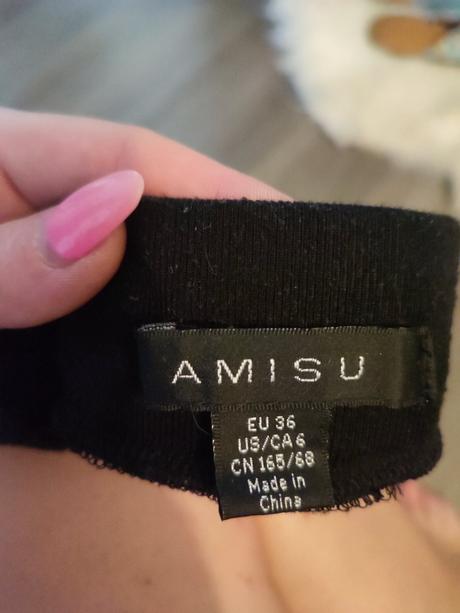 AMISU
EU 36
US/CA 6
CN 165/68
Made in
China